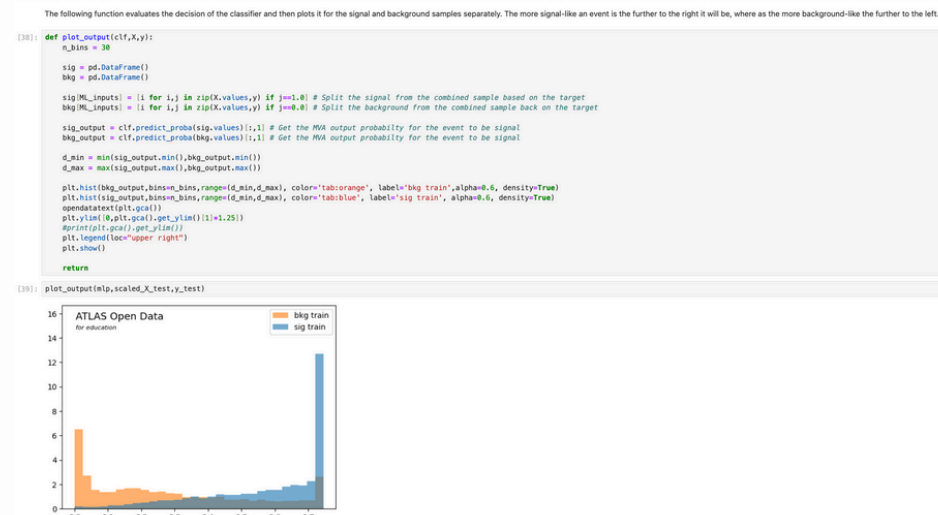 The following function evaluates the decision of the classifier and then plots it for the signal and background samples separately. The more signal-like an event is the further to the right it will be, where as the more background-like the further to the left.
[38]: def plot_output(clf,X,y):
n_bins = 30
sig = pd.DataFrame()
bkg = pd.DataFrame()
sig[ML_inputs] = [i for i,j in zip(X.values,y) if j==1.0] # Split the signal from the combined sample based on the target
bkg[ML_inputs] = [i for i,j in zip(X.values,y) if j==0.0] # Split the background from the combined sample back on the target
sig_output = clf.predict_proba(sig.values)[:,1] # Get the MVA output probabilty for the event to be signal
bkg_output = clf.predict_proba(bkg.values)[:,1] # Get the MVA output probabilty for the event to be signal
d_min = min(sig_output.min(),bkg_output.min())
d_max = max(sig_output.max(),bkg_output.max())
plt.hist(bkg_output,bins=n_bins,range=(d_min,d_max), color='tab:orange', label='bkg train',alpha=0.6, density=True)
plt.hist(sig_output,bins=n_bins,range=(d_min,d_max), color='tab:blue', label='sig train', alpha=0.6, density=True)
opendatatext(plt.gca())
plt.ylim([0,plt.gca().get_ylim()[1]*1.25])
#print(plt.gca().get_ylim())
plt.legend(loc="upper right")
plt.show()
return
[39]: plot_output(mlp,scaled_X_test,y_test)
ATLAS Open Data
for education
bkg train
sig train
16
14
12
10
8
6
4
2
0